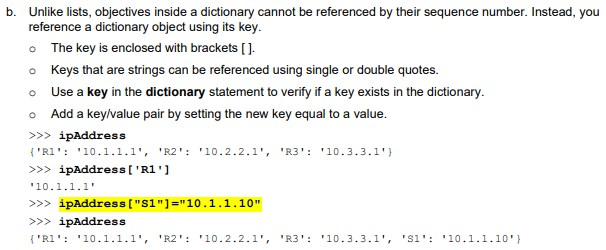 b. Unlike lists, objectives inside a dictionary cannot be referenced by their sequence number. Instead, you
reference a dictionary object using its key.
o The key is enclosed with brackets [ ].
o Keys that are strings can be referenced using single or double quotes.
o Use a key in the dictionary statement to verify if a key exists in the dictionary.
o Add a key/value pair by setting the new key equal to a value.
>>> ipAddress
{'R1': '10.1.1.1', 'R2': '10.2.2.1', 'R3': '10.3.3.1'}
>>> ipAddress['R1']
'10.1.1.1'
>>> ipAddress["S1"]="10.1.1.10"
>>> ipAddress
{'R1': '10.1.1.1', 'R2': '10.2.2.1', 'R3': '10.3.3.1', 'S1': '10.1.1.10'}